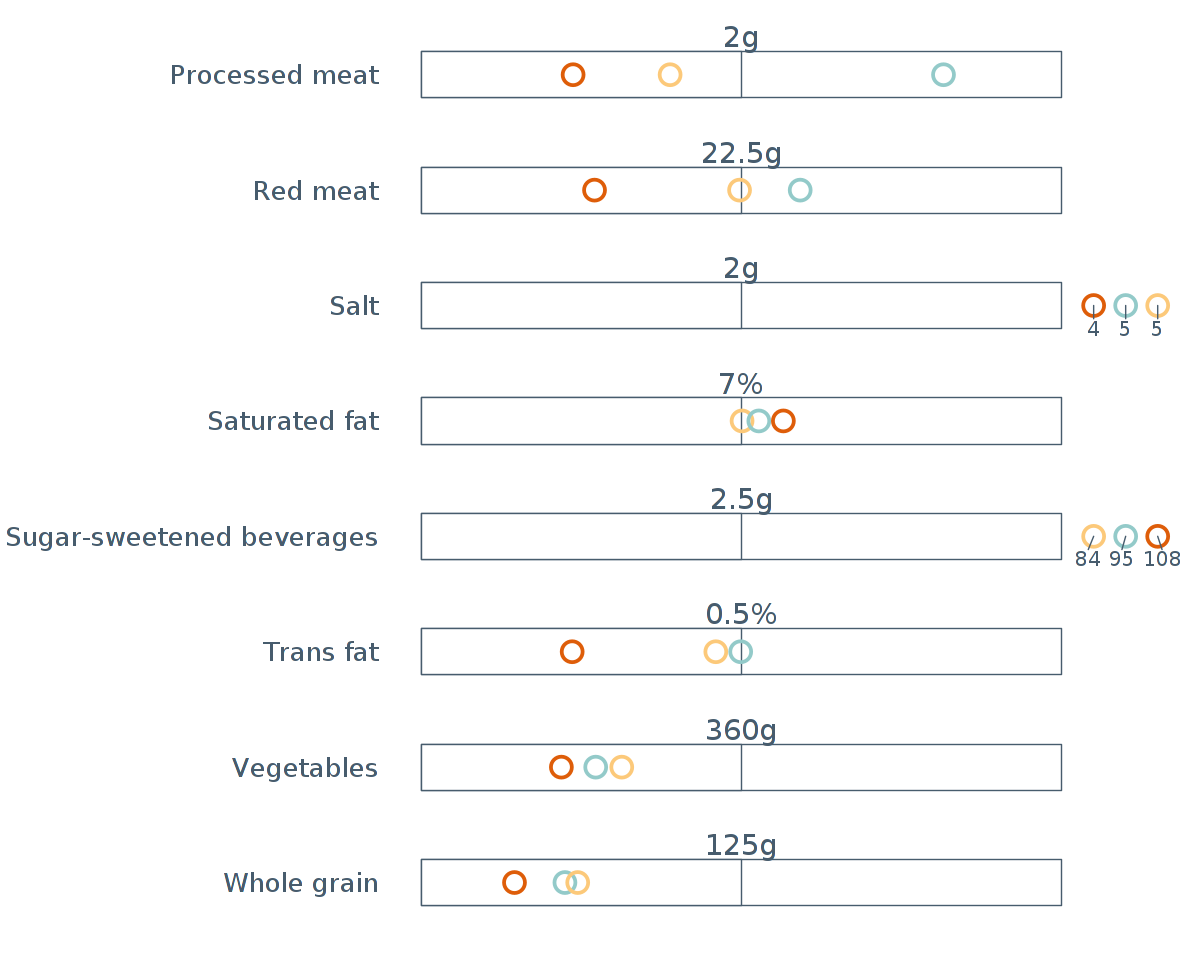 2g
Processed meat
22.5g
Red meat
2g
Salt
4 5 5
7%
Saturated fat
2.5g
Sugar-sweetened beverages
84 95 108
0.5%
Trans fat
360g
Vegetables
125g
Whole grain